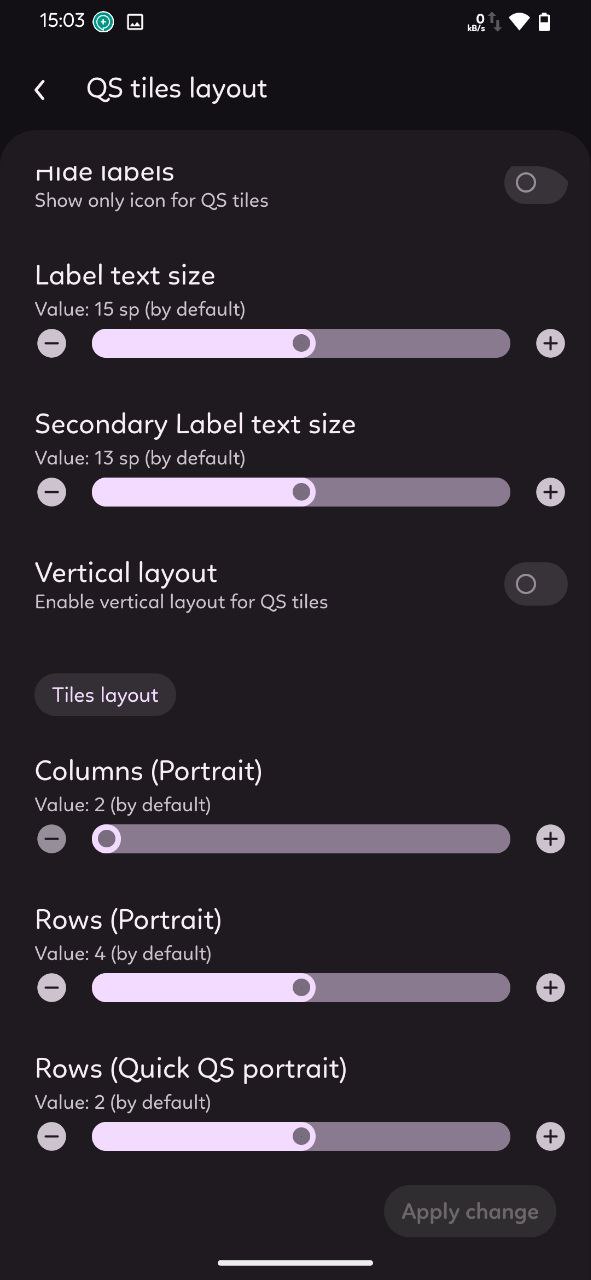 15:03
0
kB/s
QS tiles layout
Hide labels
Show only icon for QS tiles
Label text size
Value: 15 sp (by default)
Secondary Label text size
Value: 13 sp (by default)
Vertical layout
Enable vertical layout for QS tiles
Tiles layout
Columns (Portrait)
Value: 2 (by default)
Rows (Portrait)
Value: 4 (by default)
Rows (Quick QS portrait)
Value: 2 (by default)
Apply change